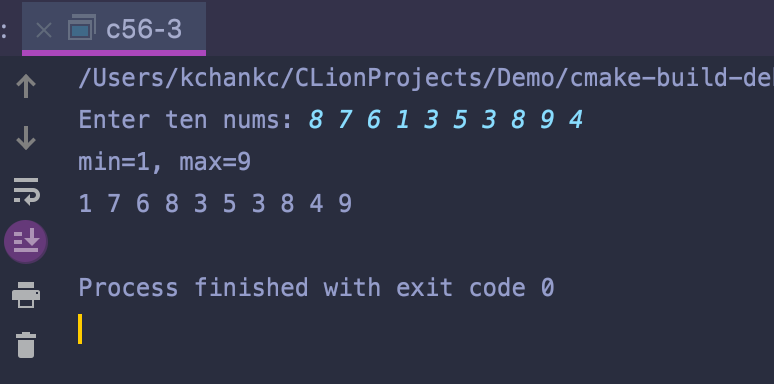 : c56-3
/Users/kchankc/CLionProjects/Demo/cmake-build-de
Enter ten nums: 8 7 6 1 3 5 3 8 9 4
min=1, max=9
1 7 6 8 3 5 3 8 4 9
Process finished with exit code 0